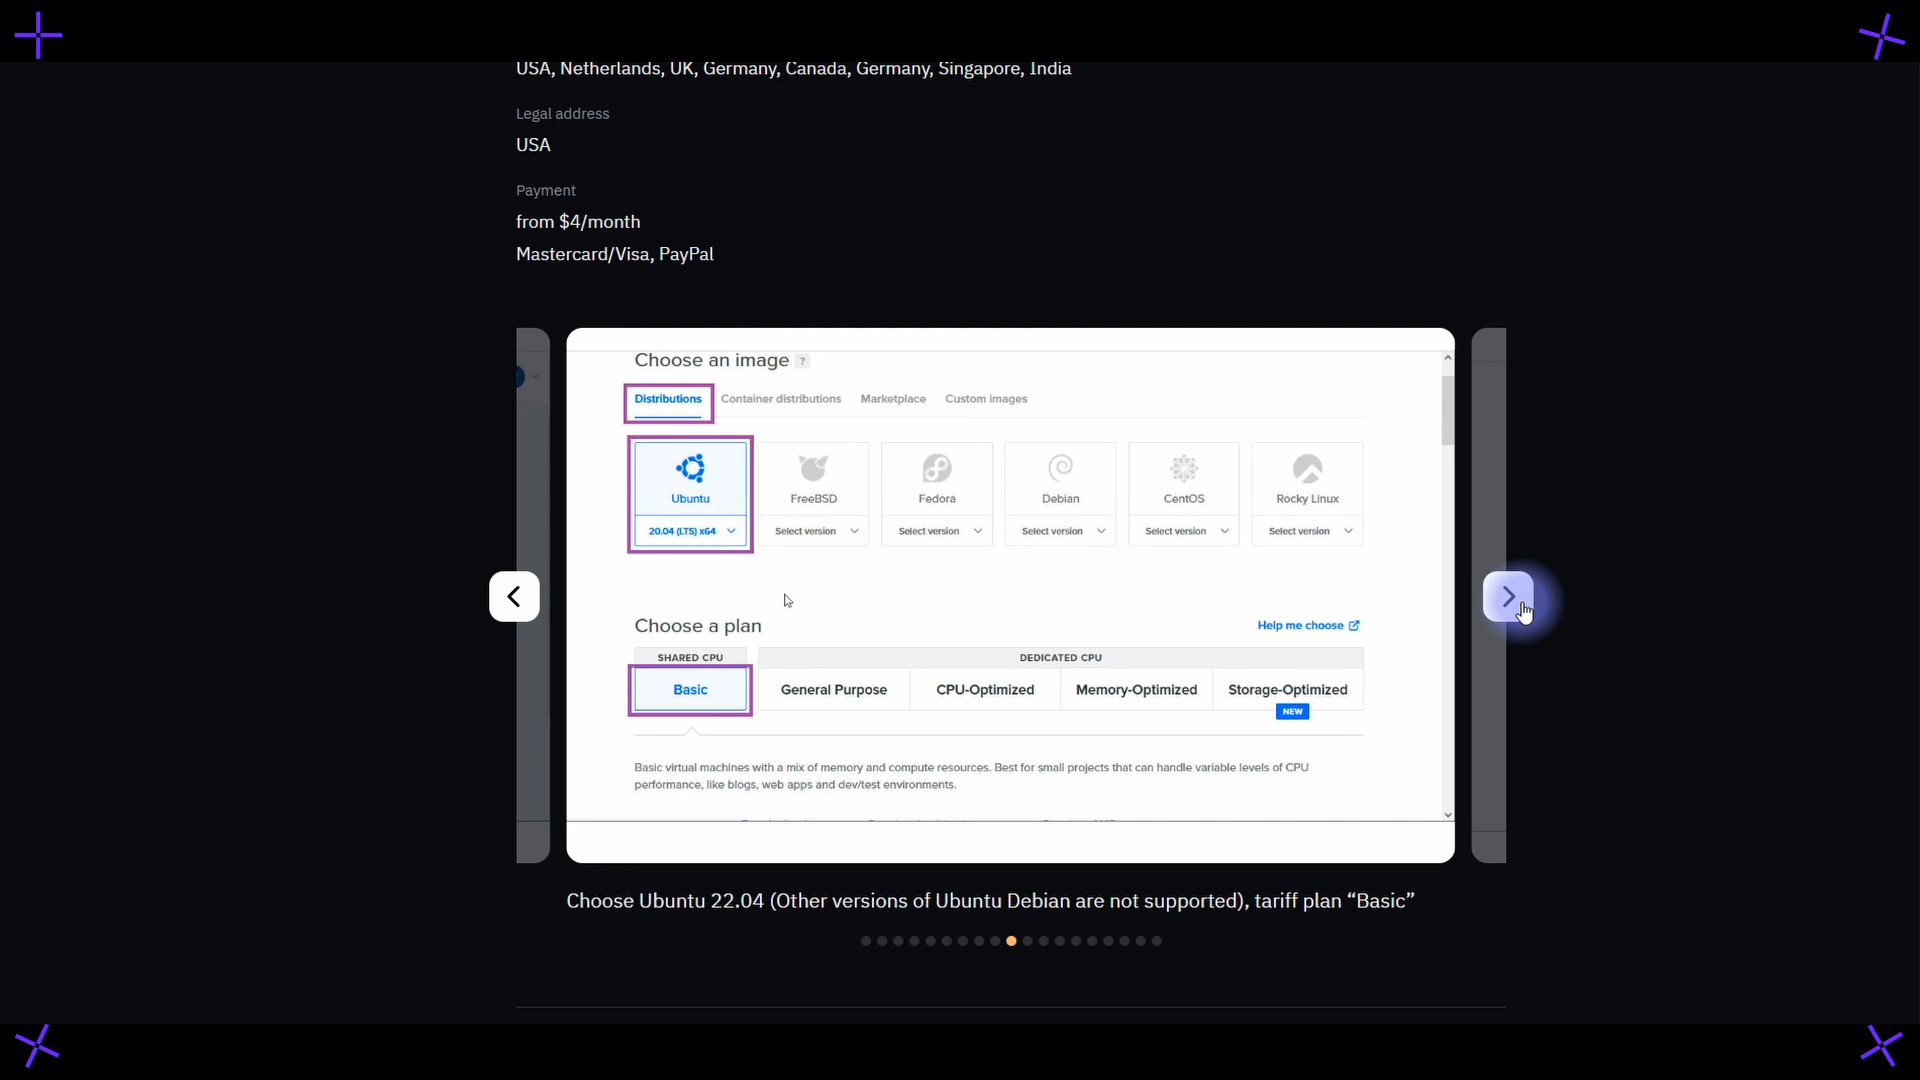 USA, Netherlands, UK, Germany, Canada, Germany, Singapore, India
Legal address
USA
Payment
from $4/month
Mastercard/Visa, PayPal
Choose an image ?
Distributions Container distributions Marketplace Custom images
Ubuntu FreeBSD Fedora Debian CentOS Rocky Linux
20.04 (LTS) x64 Select version Select version Select version Select version Select version
Choose a plan Help me choose
SHARED CPU DEDICATED CPU
Basic General Purpose CPU-Optimized Memory-Optimized Storage-Optimized
NEW
Basic virtual machines with a mix of memory and compute resources. Best for small projects that can handle variable levels of CPU
performance, like blogs, web apps and dev/test environments.
Choose Ubuntu 22.04 (Other versions of Ubuntu Debian are not supported), tariff plan “Basic”